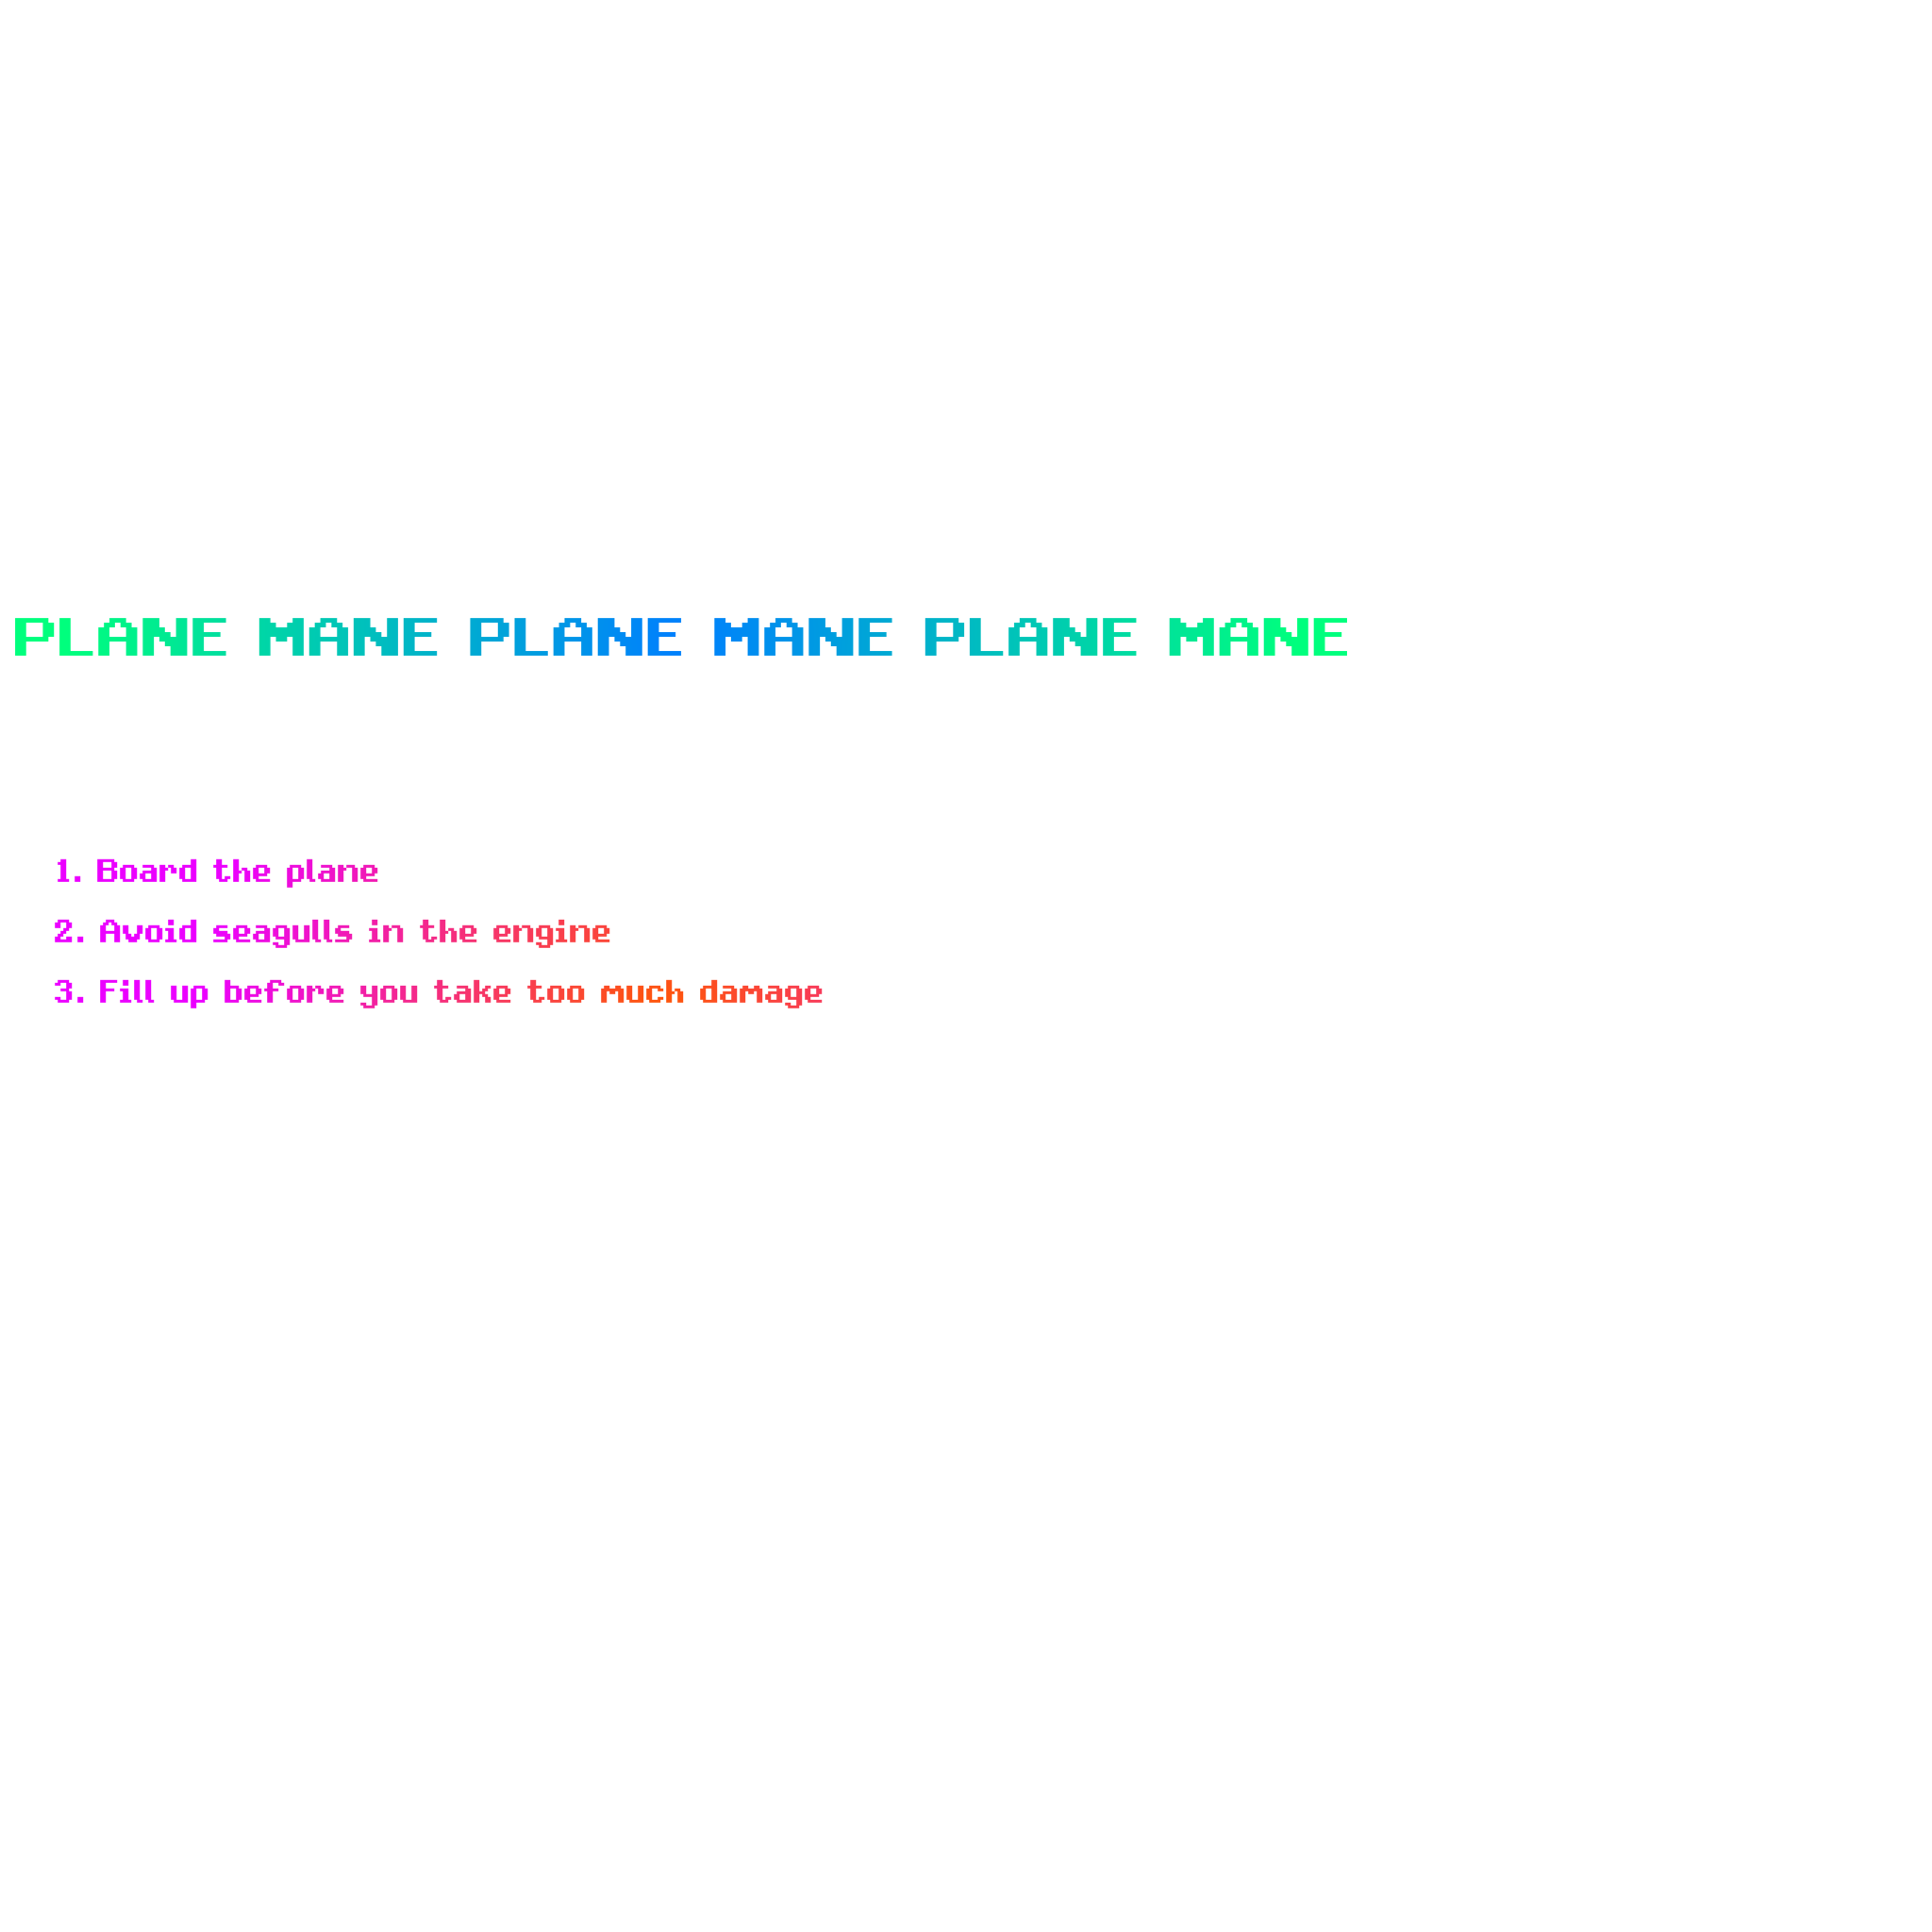 PLANE MANE PLANE MANE PLANE MANE
1. Board the plane
2. Avoid seagulls in the engine
3. Fill up before you take too much damage